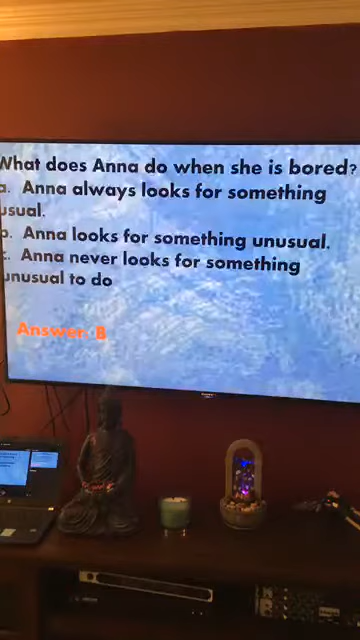 What does Anna do when she is bored?
a. Anna always looks for something
usual.
b. Anna looks for something unusual.
c. Anna never looks for something
unusual to do
Answer: B